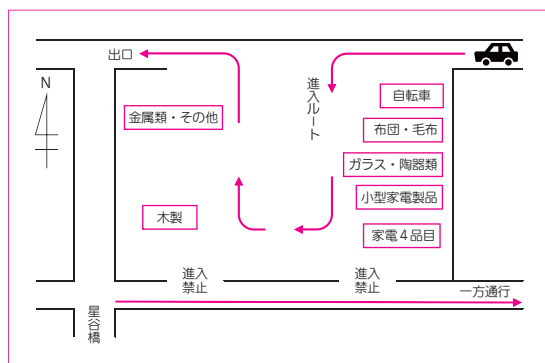 出口
N
進入ルート
自転車
金属類・その他
布団・毛布
ガラス・陶器類
小型家電製品
木製
家電4品目
進入
禁止
進入
禁止
一方通行
星谷橋